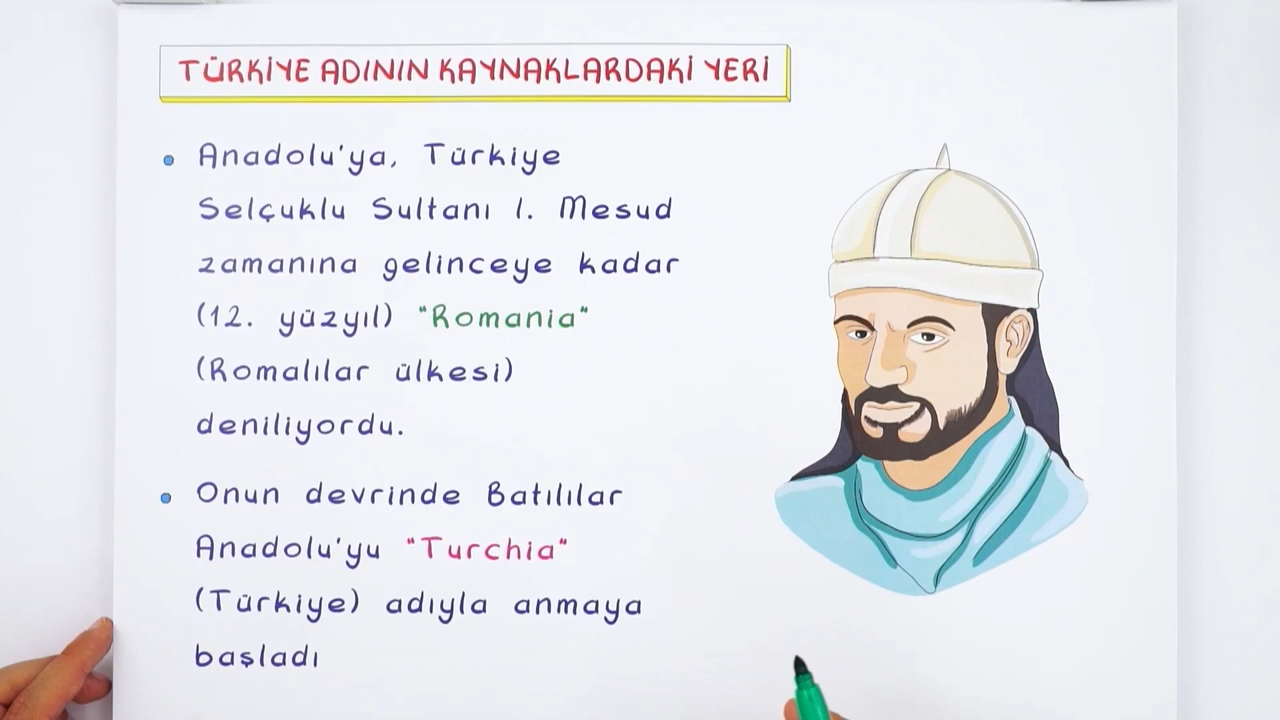 TÜRKİYE ADININ KAYNAKLARDAKİ YERİ
Anadolu'ya, Türkiye
Selçuklu Sultanı I. Mesud
zamanına gelinceye kadar
(12. yüzyıl) "Romania"
(Romalılar ülkesi)
deniliyordu.
Onun devrinde Batılılar
Anadolu'yu "Turchia"
(Türkiye) adıyla anmaya
başladı